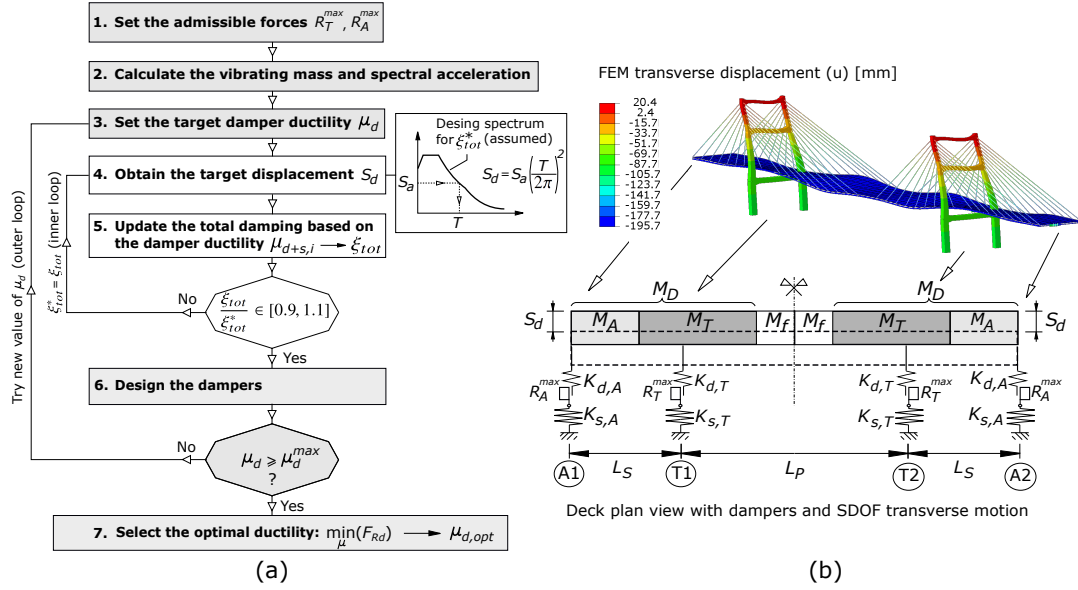 1. Set the admissible forces R_T^max, R_A^max
2. Calculate the vibrating mass and spectral acceleration
3. Set the target damper ductility μ_d
4. Obtain the target displacement S_d
5. Update the total damping based on
the damper ductility μ_d+s,i → ξ_tot
ξ_tot / ξ*_tot ∈ [0.9, 1.1]
No
Yes
6. Design the dampers
μ_d ⩾ μ_d^max
?
No
Yes
7. Select the optimal ductility: min_μ(F_Rd) → μ_d,opt
Try new value of μ_d (outer loop)
ξ*_tot = ξ_tot (inner loop)
Desing spectrum
for ξ*_tot (assumed)
S_d = S_a (T / 2π)^2
S_a
T
(a)
FEM transverse displacement (u) [mm]
20.4
2.4
-15.7
-33.7
-51.7
-69.7
-87.7
-105.7
-123.7
-141.7
-159.7
-177.7
-195.7
M_D M_D
S_d M_A M_T M_f M_f M_T M_A S_d
K_d,A K_d,T K_d,T K_d,A
R_A^max R_T^max R_T^max R_A^max
K_s,A K_s,T K_s,T K_s,A
L_S L_P L_S
A1 T1 T2 A2
Deck plan view with dampers and SDOF transverse motion
(b)